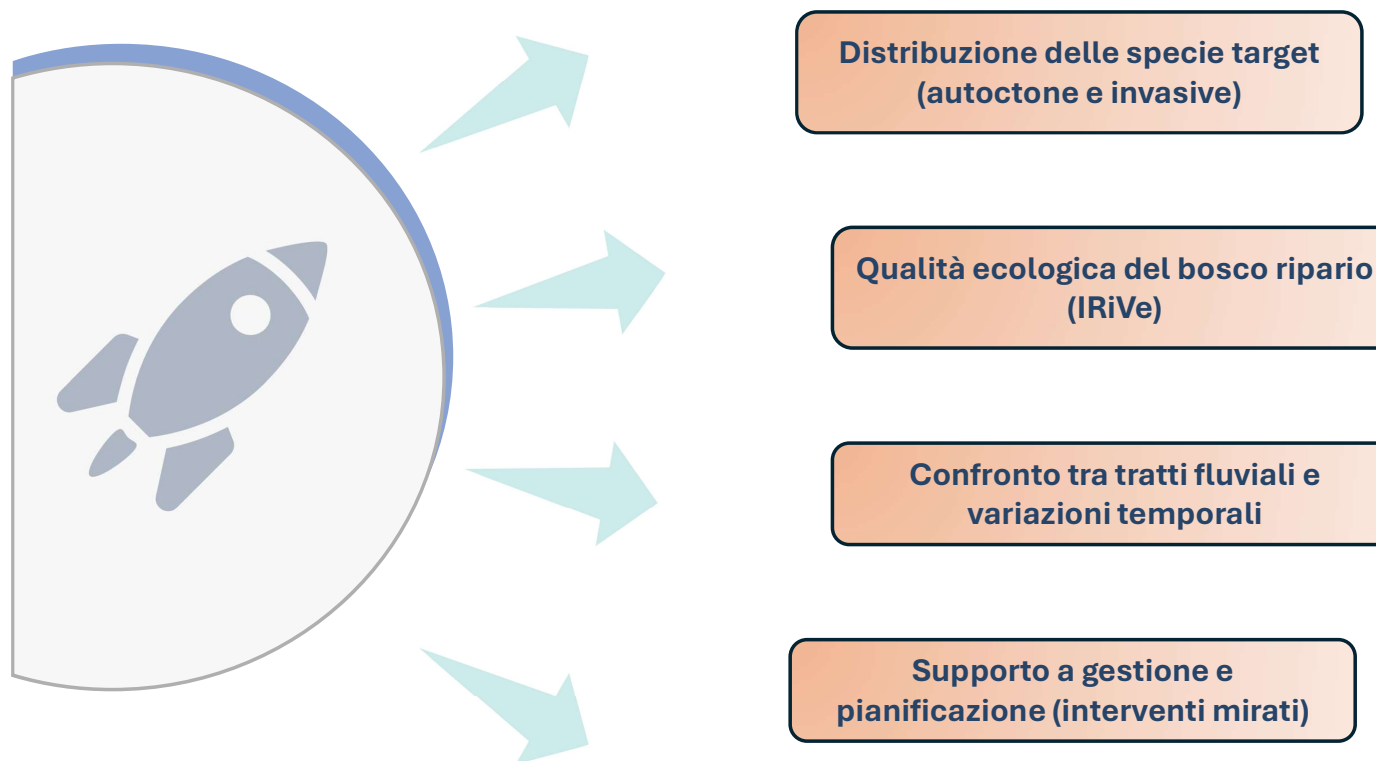 Distribuzione delle specie target
(autoctone e invasive)
Qualità ecologica del bosco ripario
(IRiVe)
Confronto tra tratti fluviali e
variazioni temporali
Supporto a gestione e
pianificazione (interventi mirati)